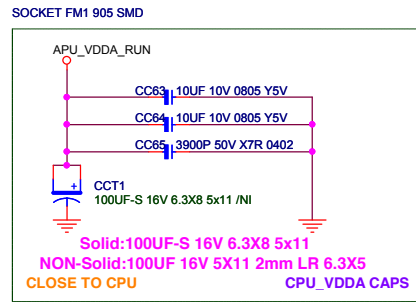 SOCKET FM1 905 SMD
APU_VDDA_RUN
CC63 10UF 10V 0805 Y5V
CC64 10UF 10V 0805 Y5V
CC65 3900P 50V X7R 0402
+
CCT1
100UF-S 16V 6.3X8 5x11 /NI
Solid:100UF-S 16V 6.3X8 5x11
NON-Solid:100UF 16V 5X11 2mm LR 6.3X5
CLOSE TO CPU CPU_VDDA CAPS